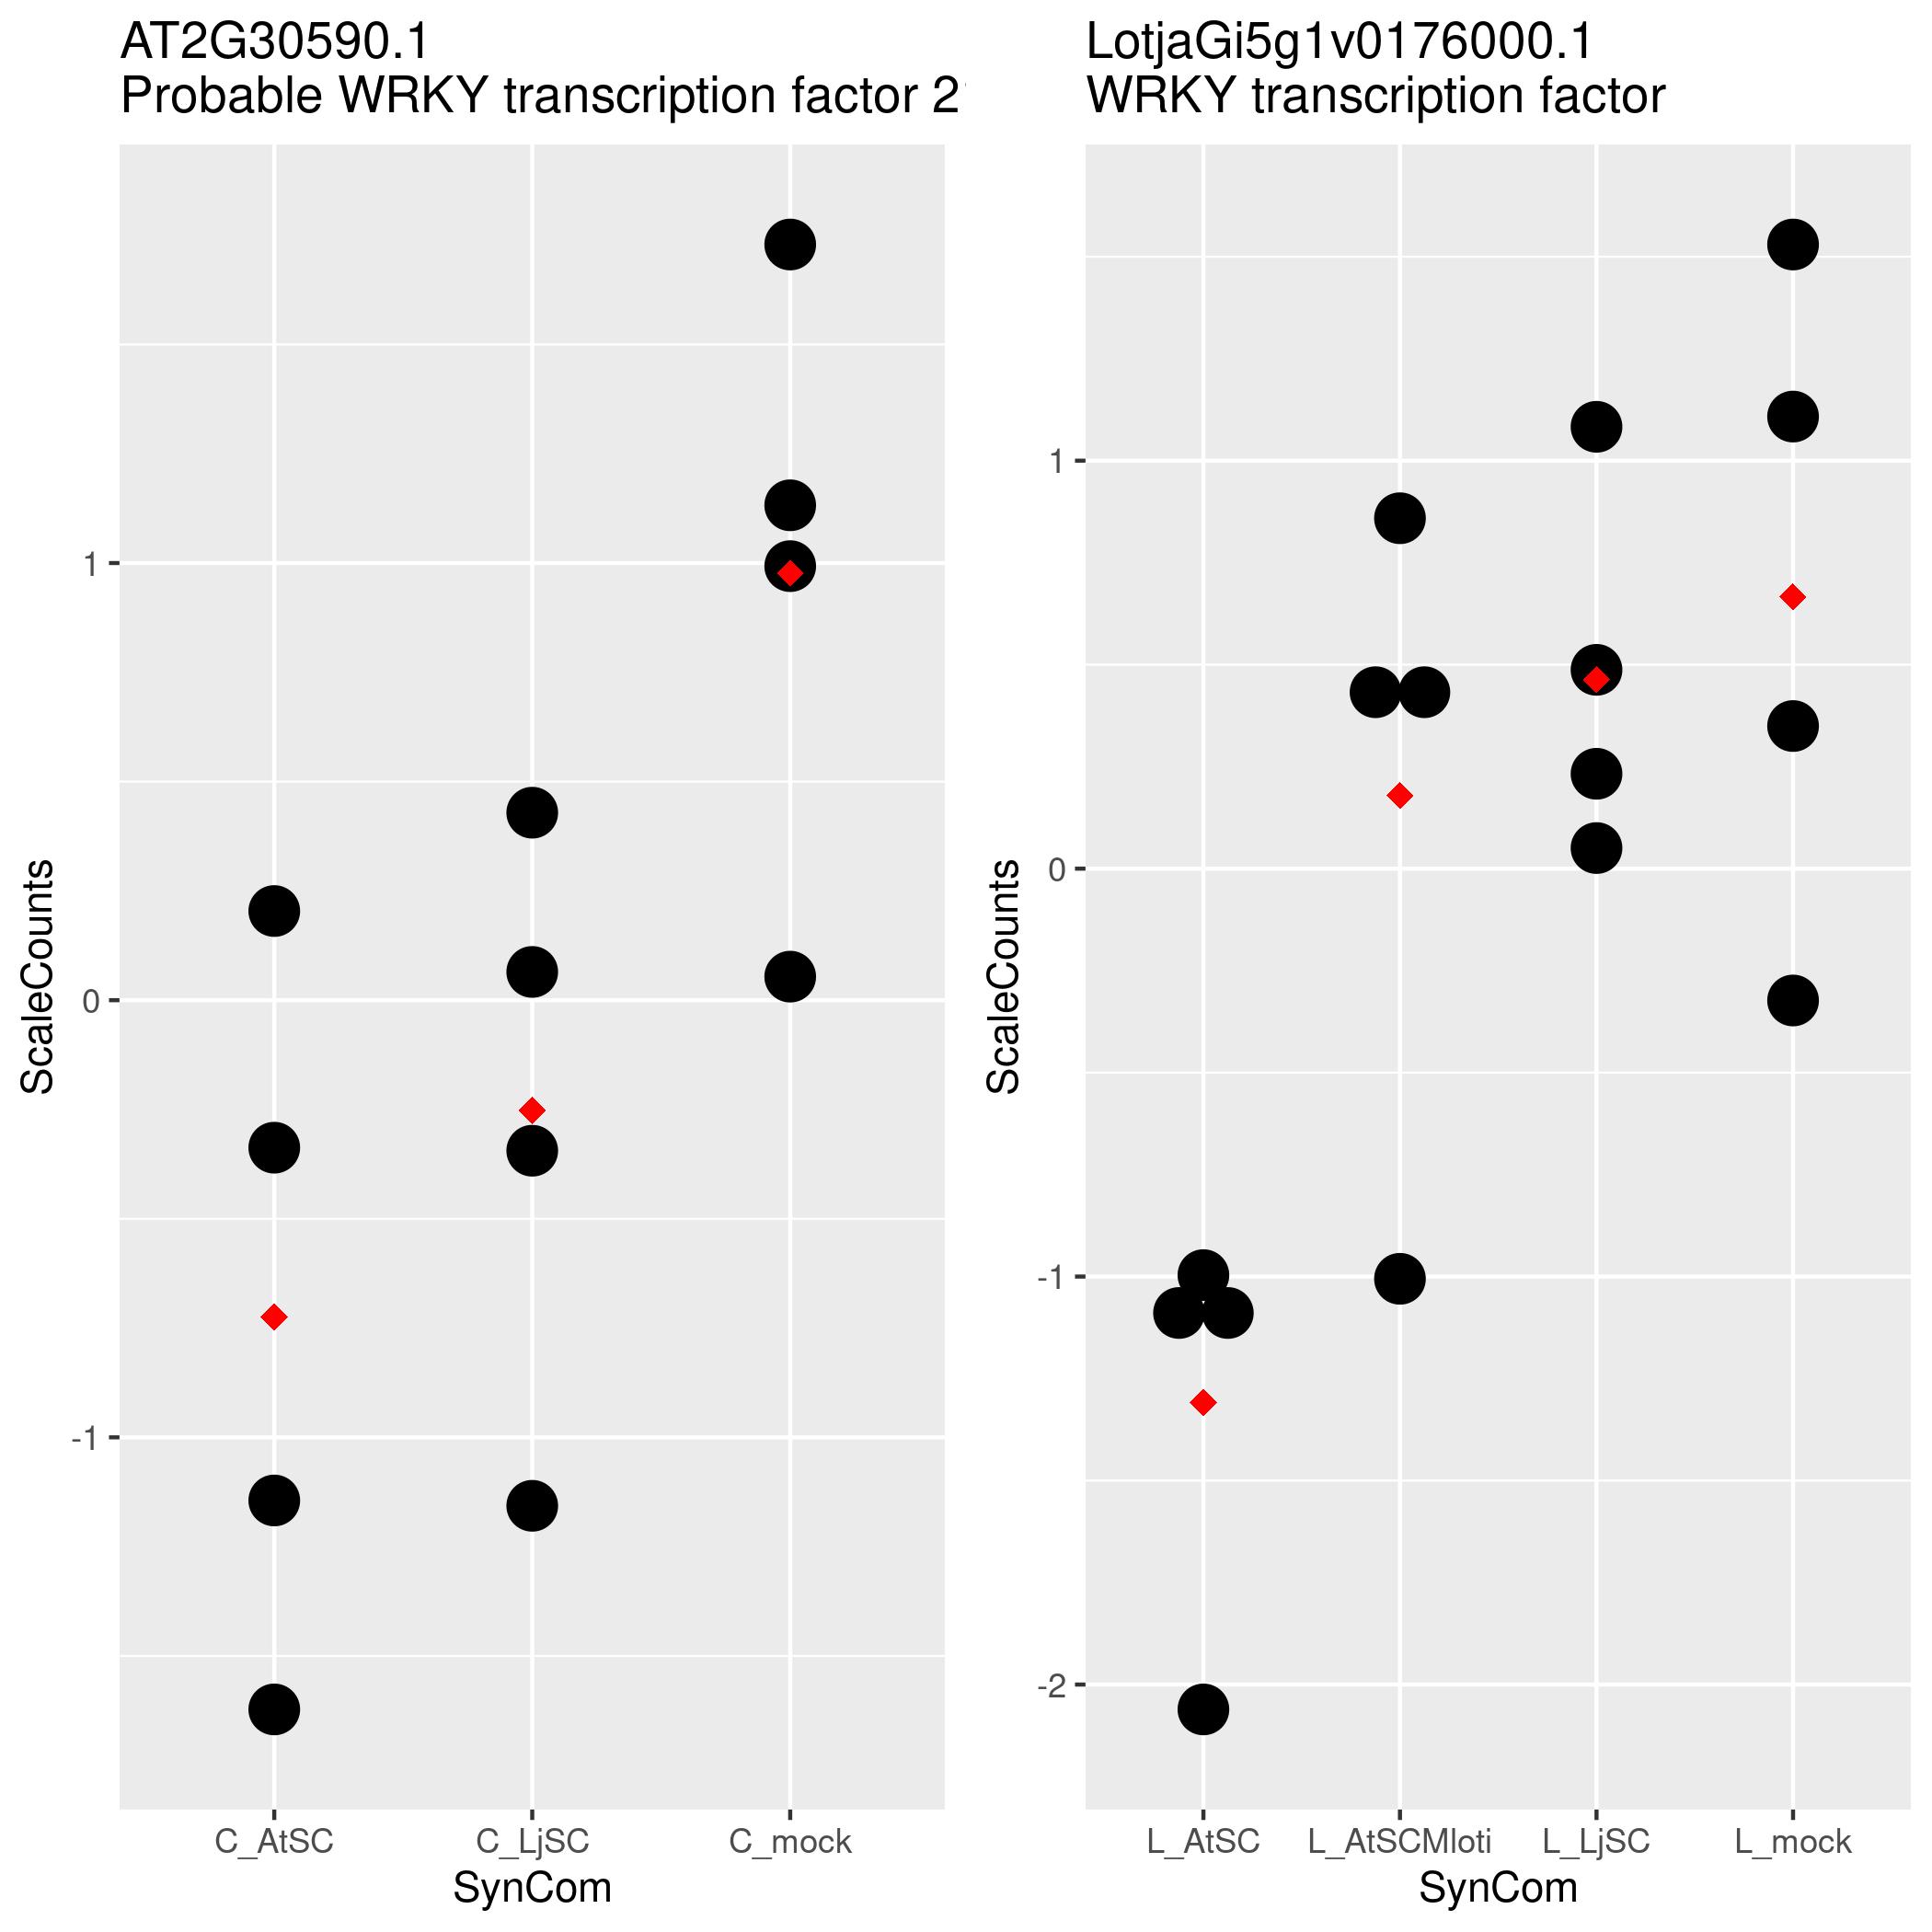 AT2G30590.1
Probable WRKY transcription factor 2
ScaleCounts
1
0
-1
C_AtSC
C_LjSC
C_mock
SynCom
LotjaGi5g1v0176000.1
WRKY transcription factor
ScaleCounts
1
0
-1
-2
L_AtSC
L_AtSCMloti
L_LjSC
L_mock
SynCom